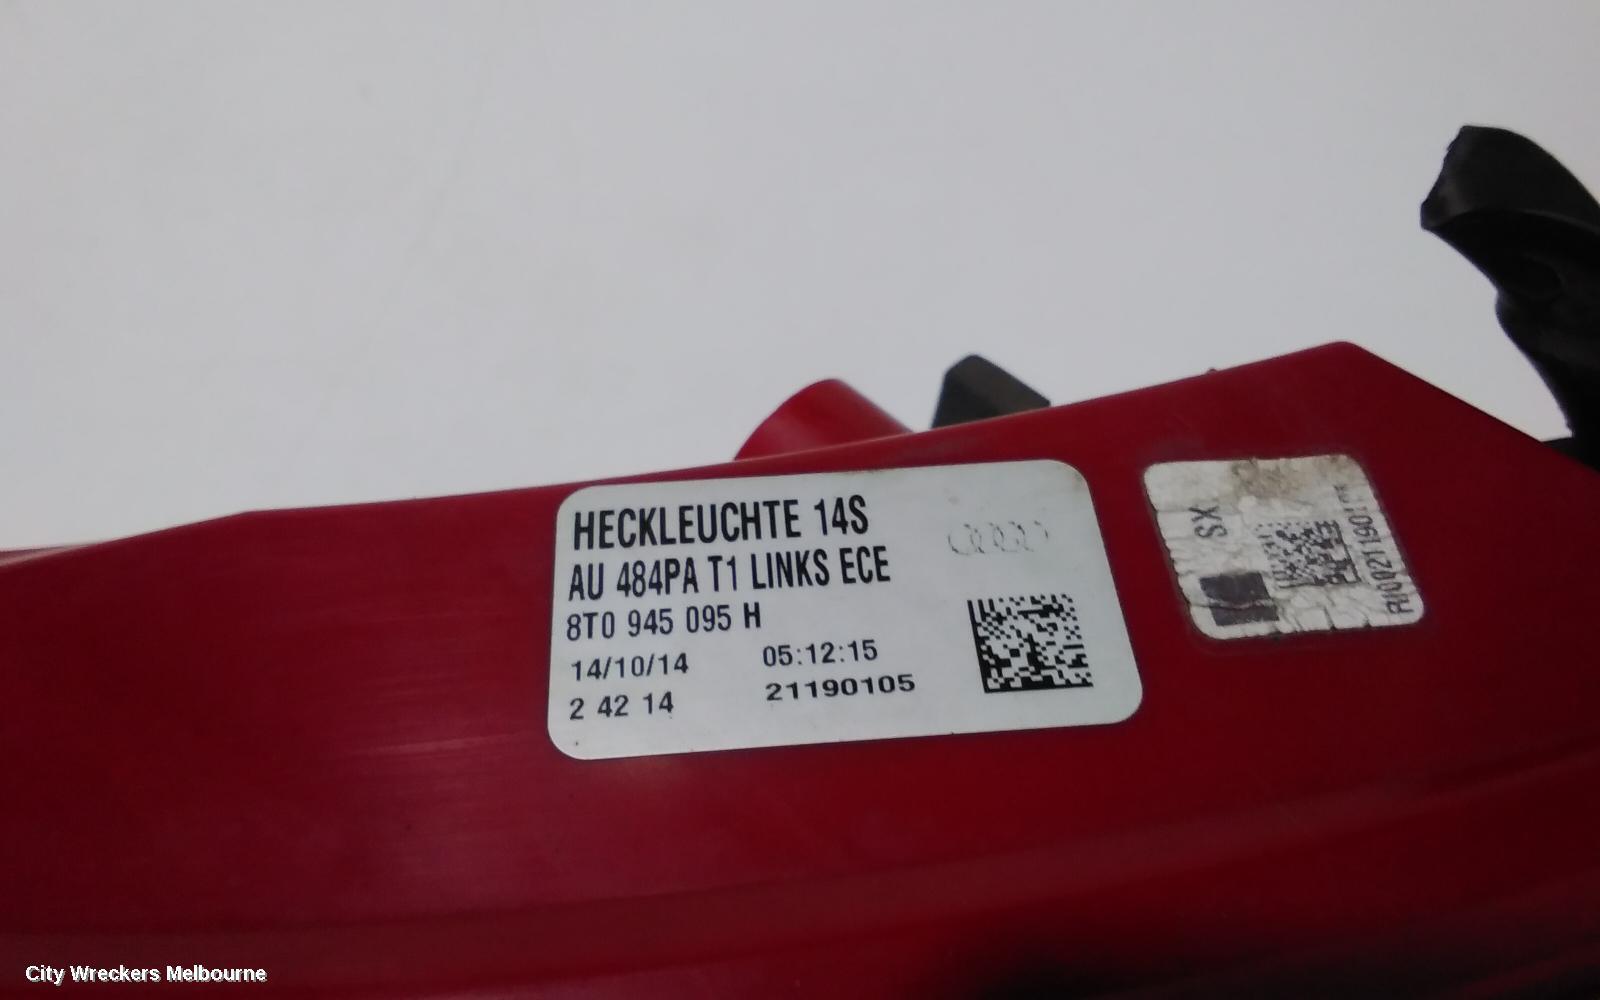 HECKLEUCHTE 14S
AU 484PA T1 LINKS ECE
8T0 945 095 H
14/10/14 05:12:15
2 42 14 21190105
SX
City Wreckers Melbourne